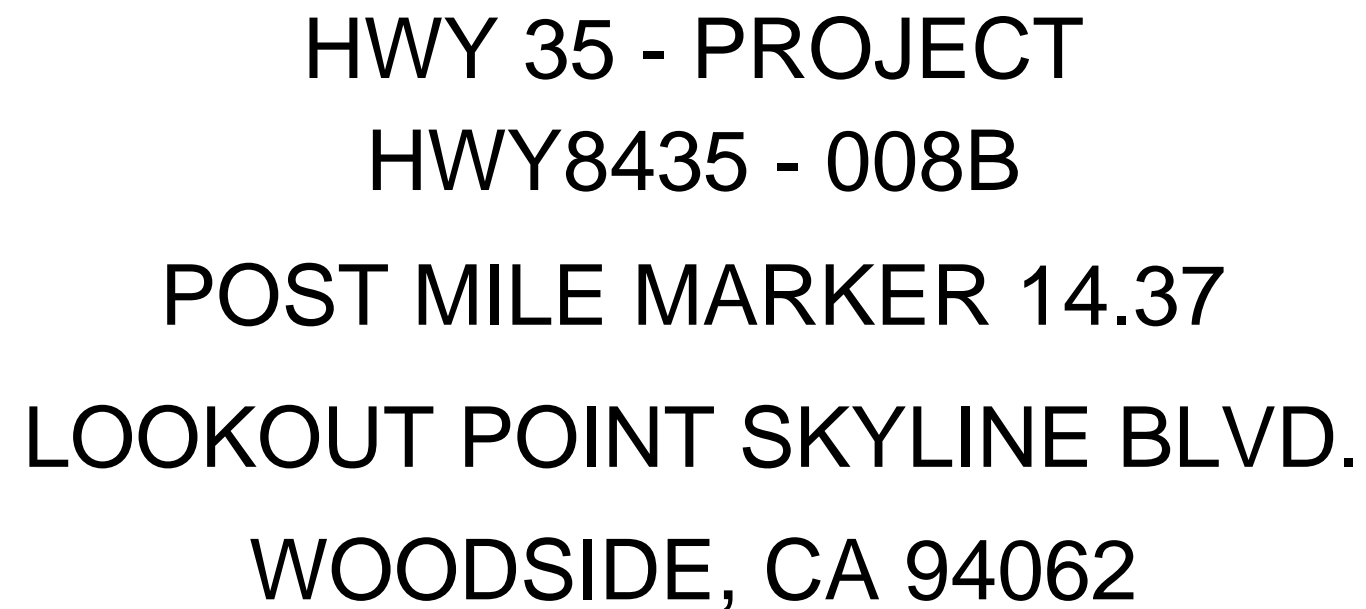 HWY 35 - PROJECT
HWY8435 - 008B
POST MILE MARKER 14.37
LOOKOUT POINT SKYLINE BLVD.
WOODSIDE, CA 94062